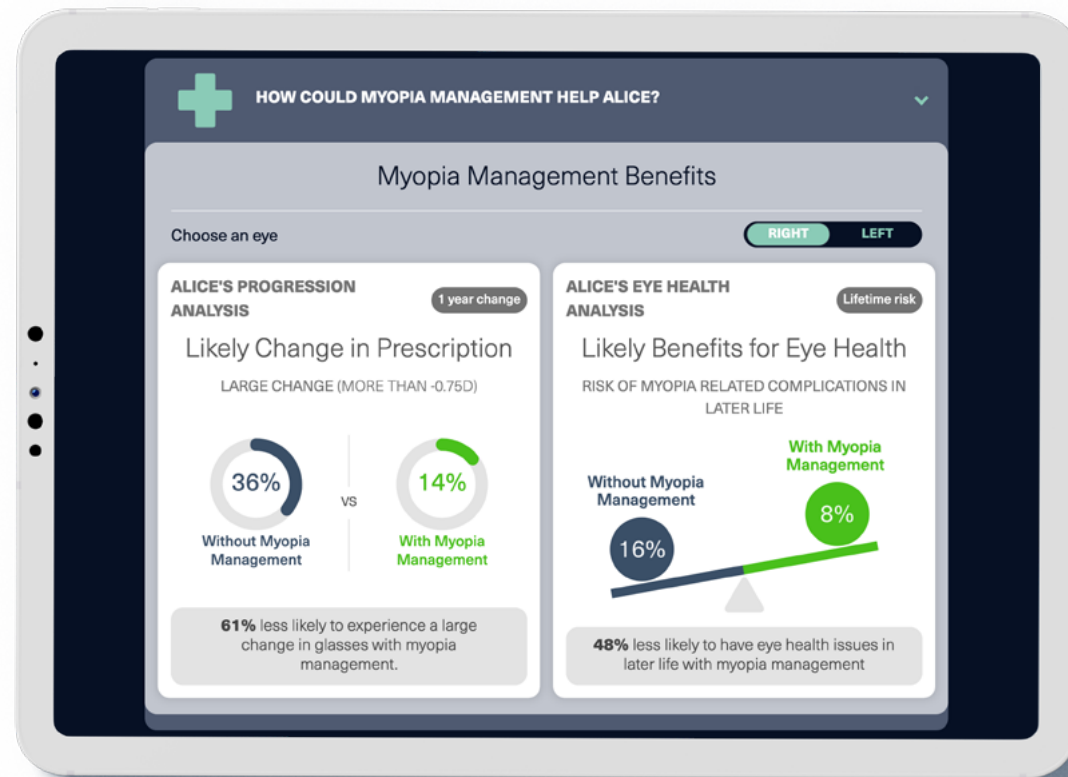 HOW COULD MYOPIA MANAGEMENT HELP ALICE?
Myopia Management Benefits
Choose an eye
RIGHT
LEFT
ALICE'S PROGRESSION
ANALYSIS
1 year change
Likely Change in Prescription
LARGE CHANGE (MORE THAN -0.75D)
36%
Without Myopia
Management
VS
14%
With Myopia
Management
61% less likely to experience a large
change in glasses with myopia
management.
ALICE'S EYE HEALTH
ANALYSIS
Lifetime risk
Likely Benefits for Eye Health
RISK OF MYOPIA RELATED COMPLICATIONS IN
LATER LIFE
Without Myopia
Management
16%
With Myopia
Management
8%
48% less likely to have eye health issues in
later life with myopia management